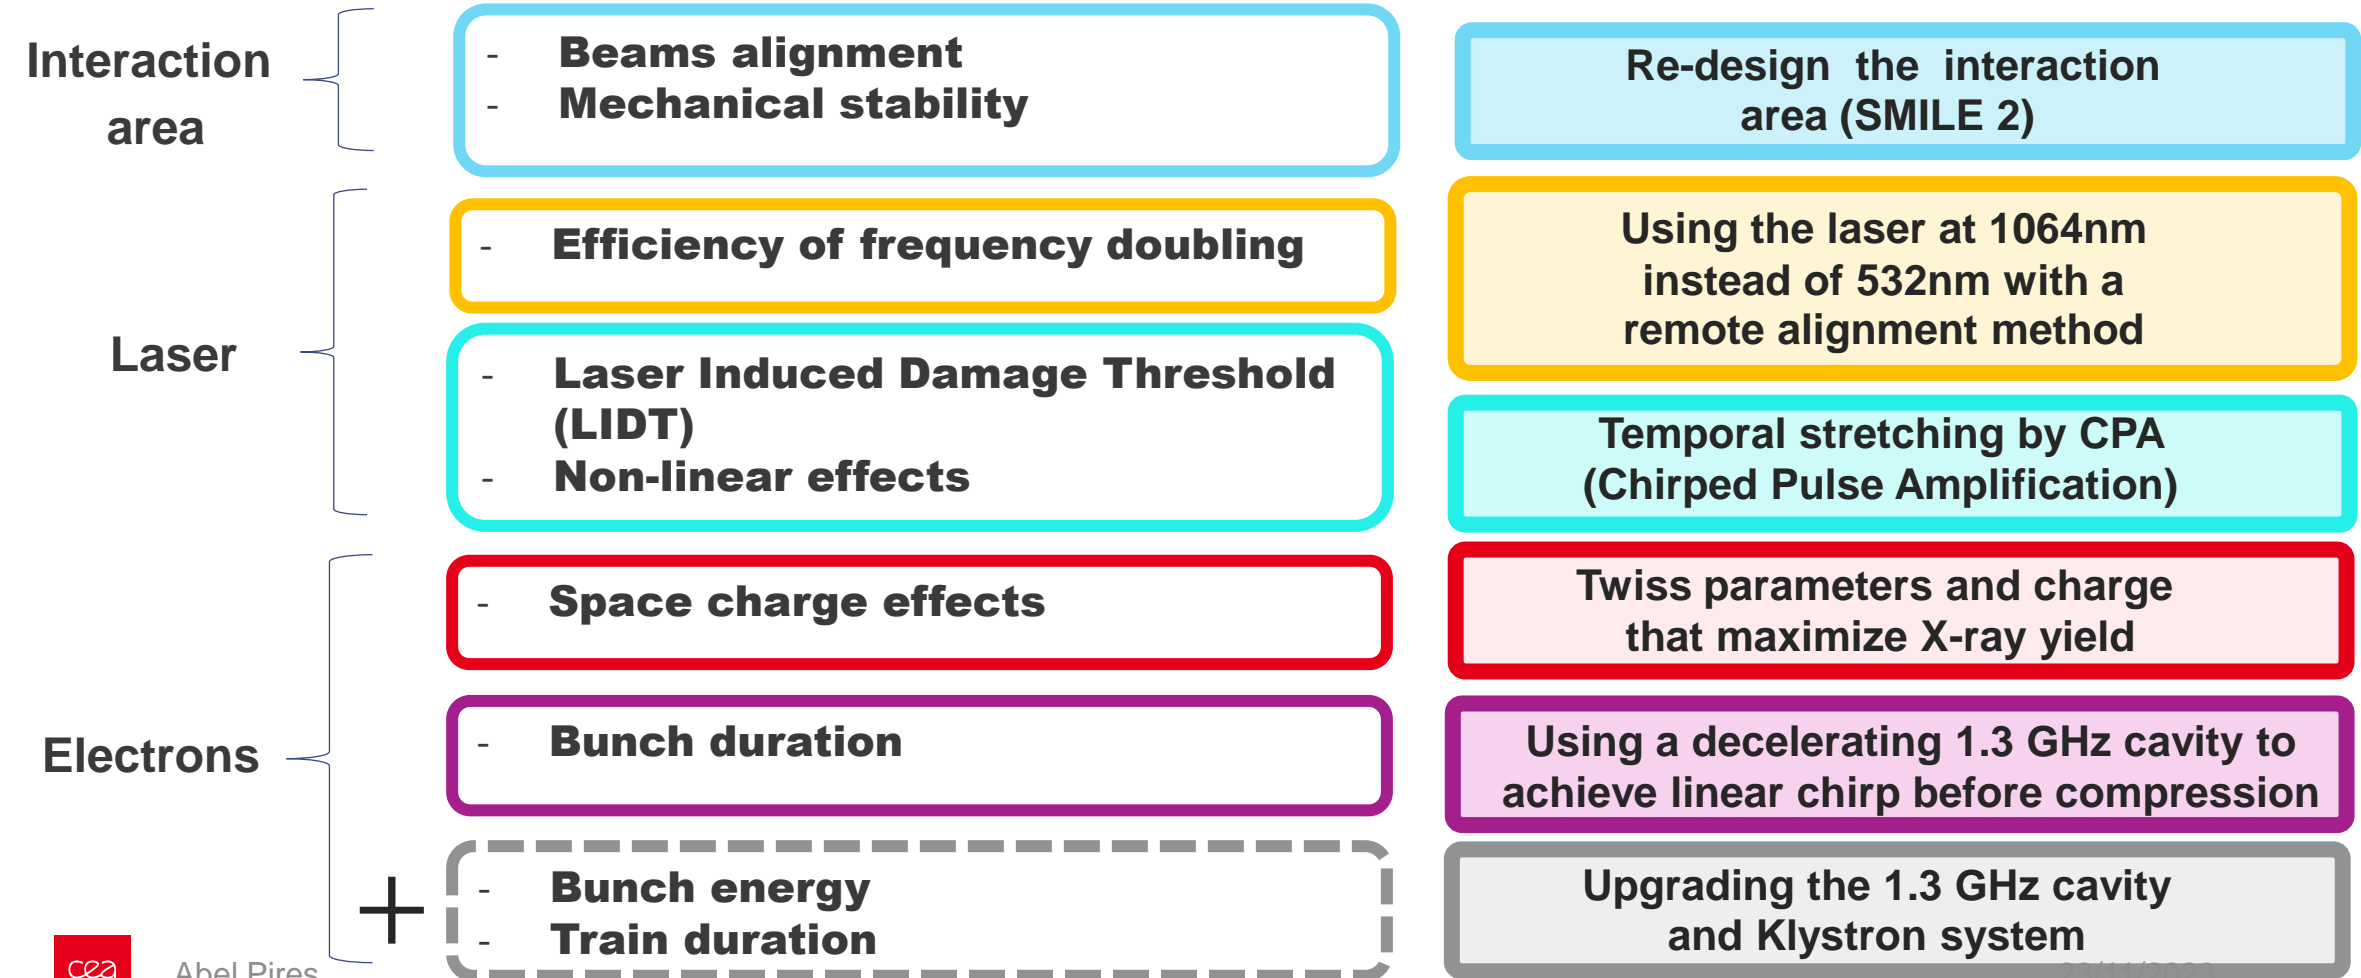 Interaction
area
- Beams alignment
- Mechanical stability
Re-design the interaction
area (SMILE 2)
Laser
- Efficiency of frequency doubling
Using the laser at 1064nm
instead of 532nm with a
remote alignment method
- Laser Induced Damage Threshold
(LIDT)
- Non-linear effects
Temporal stretching by CPA
(Chirped Pulse Amplification)
Electrons
- Space charge effects
Twiss parameters and charge
that maximize X-ray yield
- Bunch duration
Using a decelerating 1.3 GHz cavity to
achieve linear chirp before compression
+
- Bunch energy
- Train duration
Upgrading the 1.3 GHz cavity
and Klystron system
cea
Abel Pires
23/11/2023